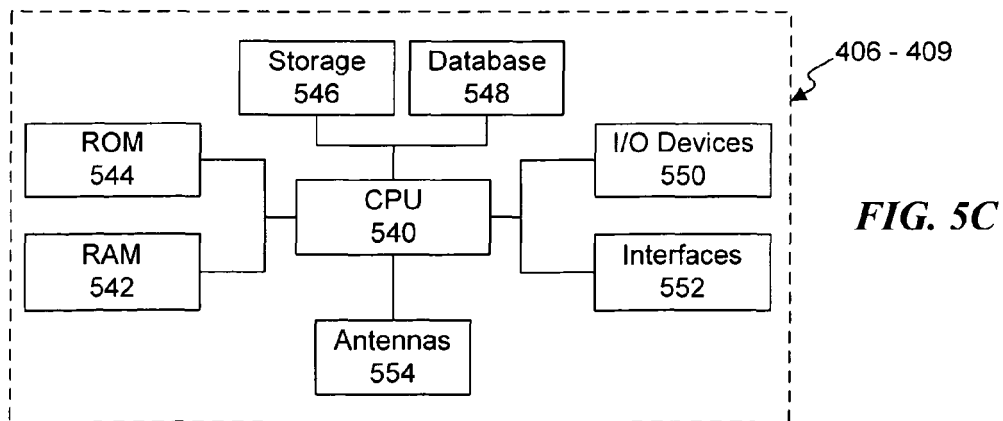 Storage
546
Database
548
406 - 409
ROM
544
I/O Devices
550
CPU
540
FIG. 5C
RAM
542
Interfaces
552
Antennas
554